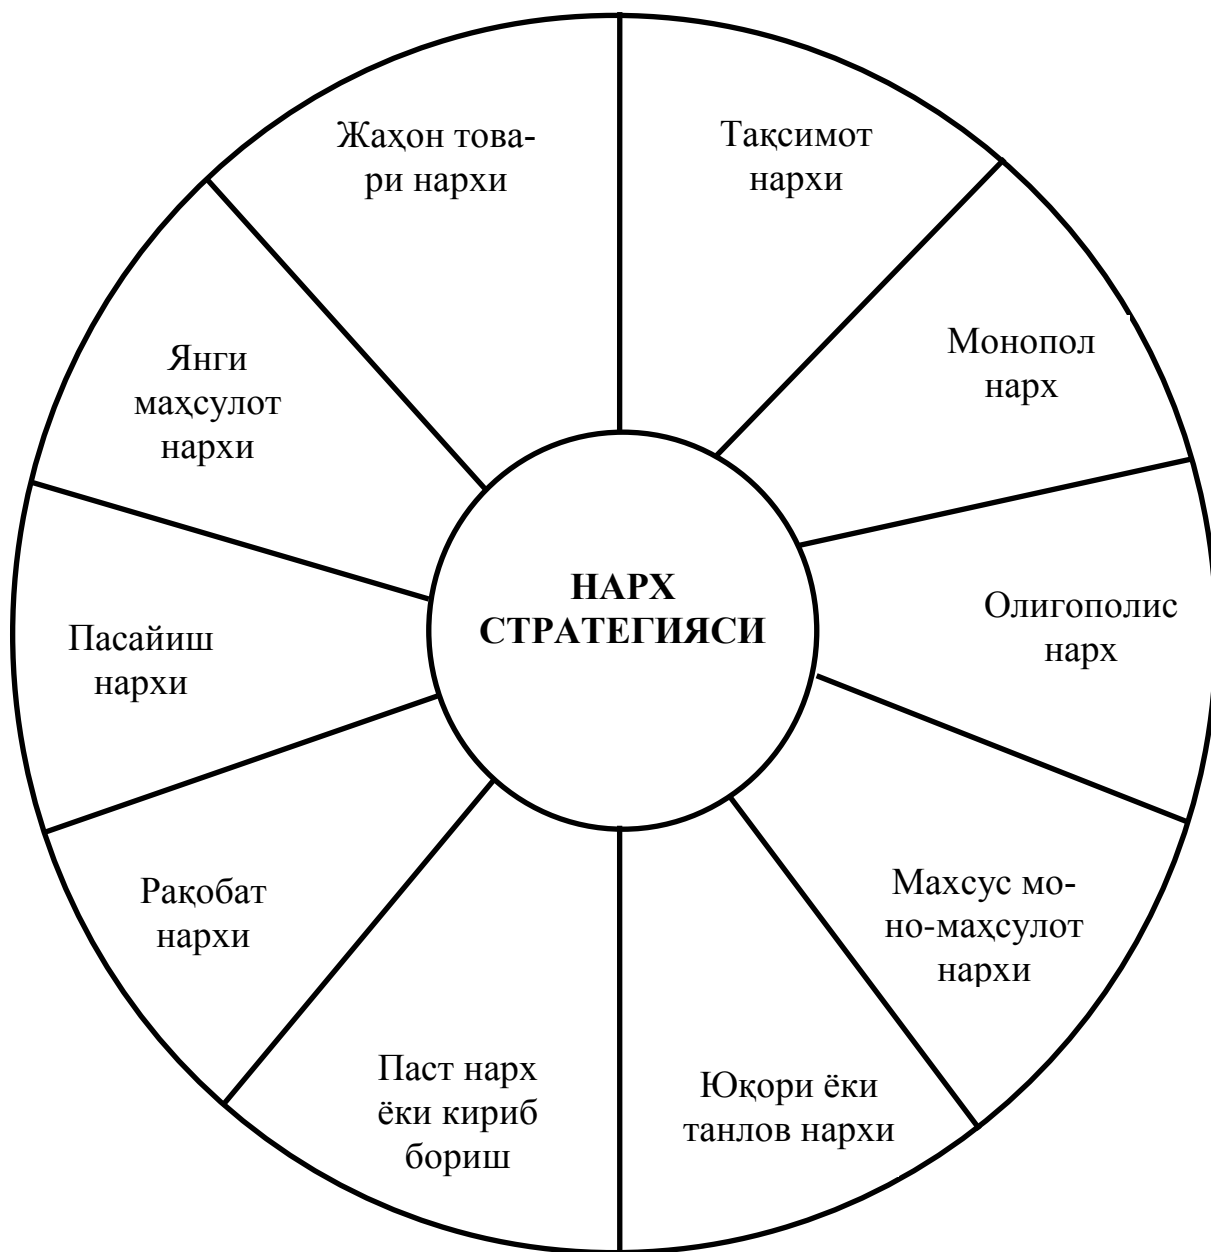 Жаҳон това-
ри нархи
Тақсимот
нархи
Монопол
нарх
Олигополис
нарх
Махсус мо-
но-маҳсулот
нархи
Юқори ёки
танлов нархи
Паст нарх
ёки кириб
бориш
Рақобат
нархи
Пасайиш
нархи
Янги
маҳсулот
нархи
НАРХ
СТРАТЕГИЯСИ